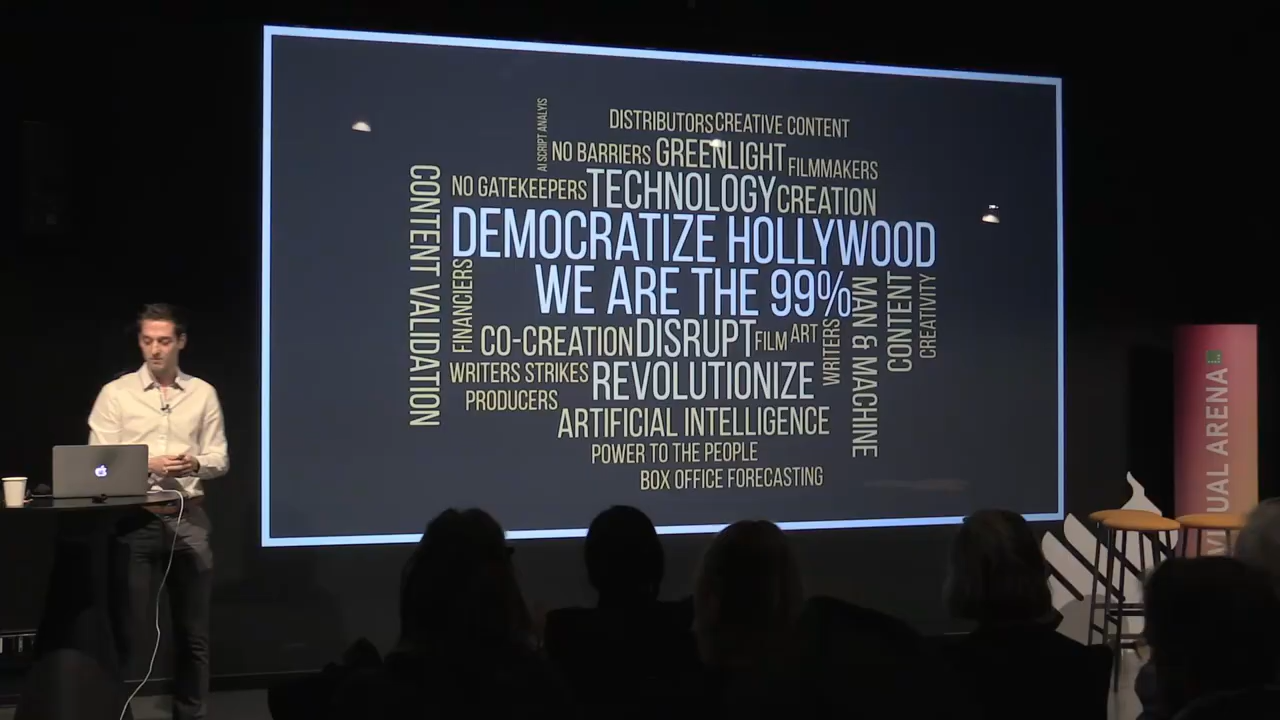 AI SCRIPT ANALYIS
DISTRIBUTORS CREATIVE CONTENT
NO BARRIERS GREENLIGHT FILMMAKERS
NO GATEKEEPERS TECHNOLOGY CREATION
CONTENT VALIDATION
DEMOCRATIZE HOLLYWOOD
WE ARE THE 99%
FINANCIERS
CO-CREATION DISRUPT FILM ART
WRITERS
MAN & MACHINE
CONTENT
CREATIVITY
WRITERS STRIKES REVOLUTIONIZE
PRODUCERS
ARTIFICIAL INTELLIGENCE
POWER TO THE PEOPLE
BOX OFFICE FORECASTING
VISUAL ARENA